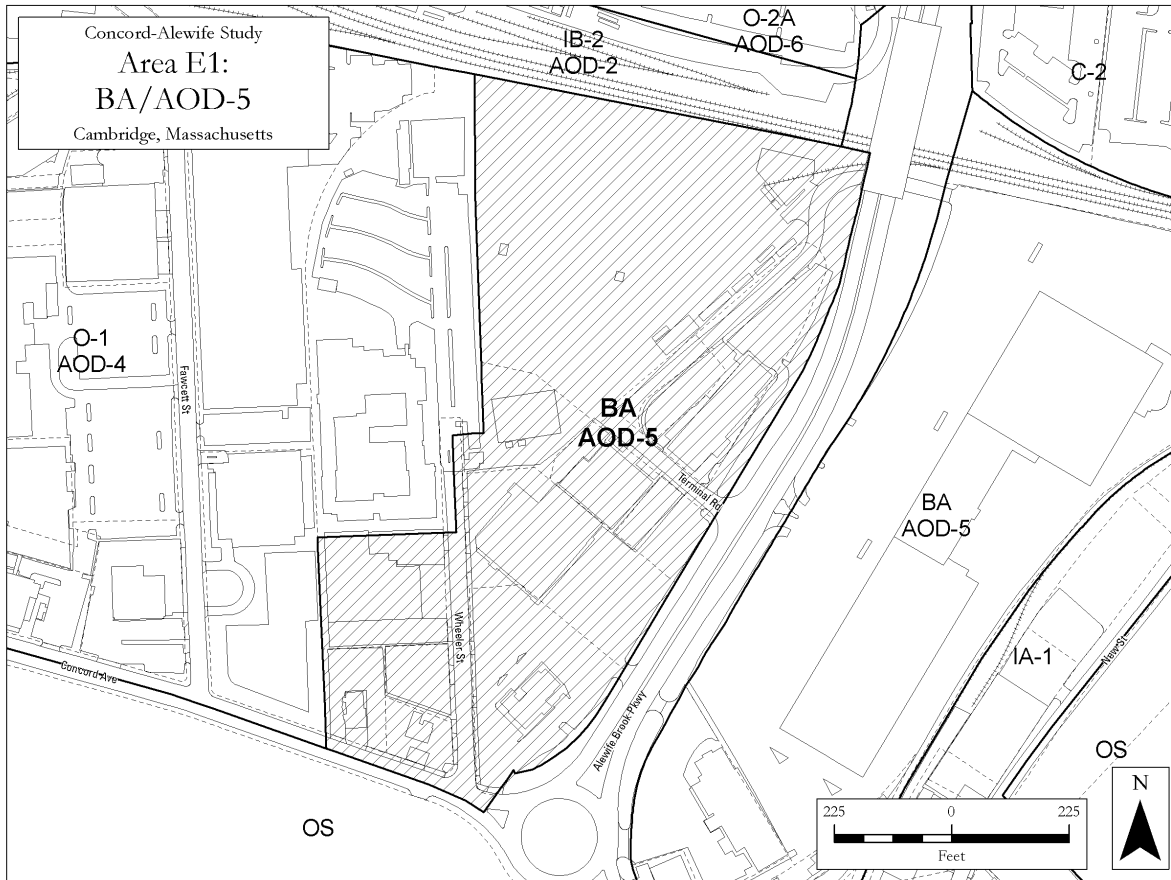 Concord-Alewife Study
Area E1:
BA/AOD-5
Cambridge, Massachusetts
O-2A
AOD-6
IB-2
AOD-2
C-2
O-1
AOD-4
Fawcett St
BA
AOD-5
Terminal Rd
BA
AOD-5
Wheeler St
IA-1
New St
Concord Ave
Alewife Brook Pkwy
OS
OS
N
225 0 225
Feet